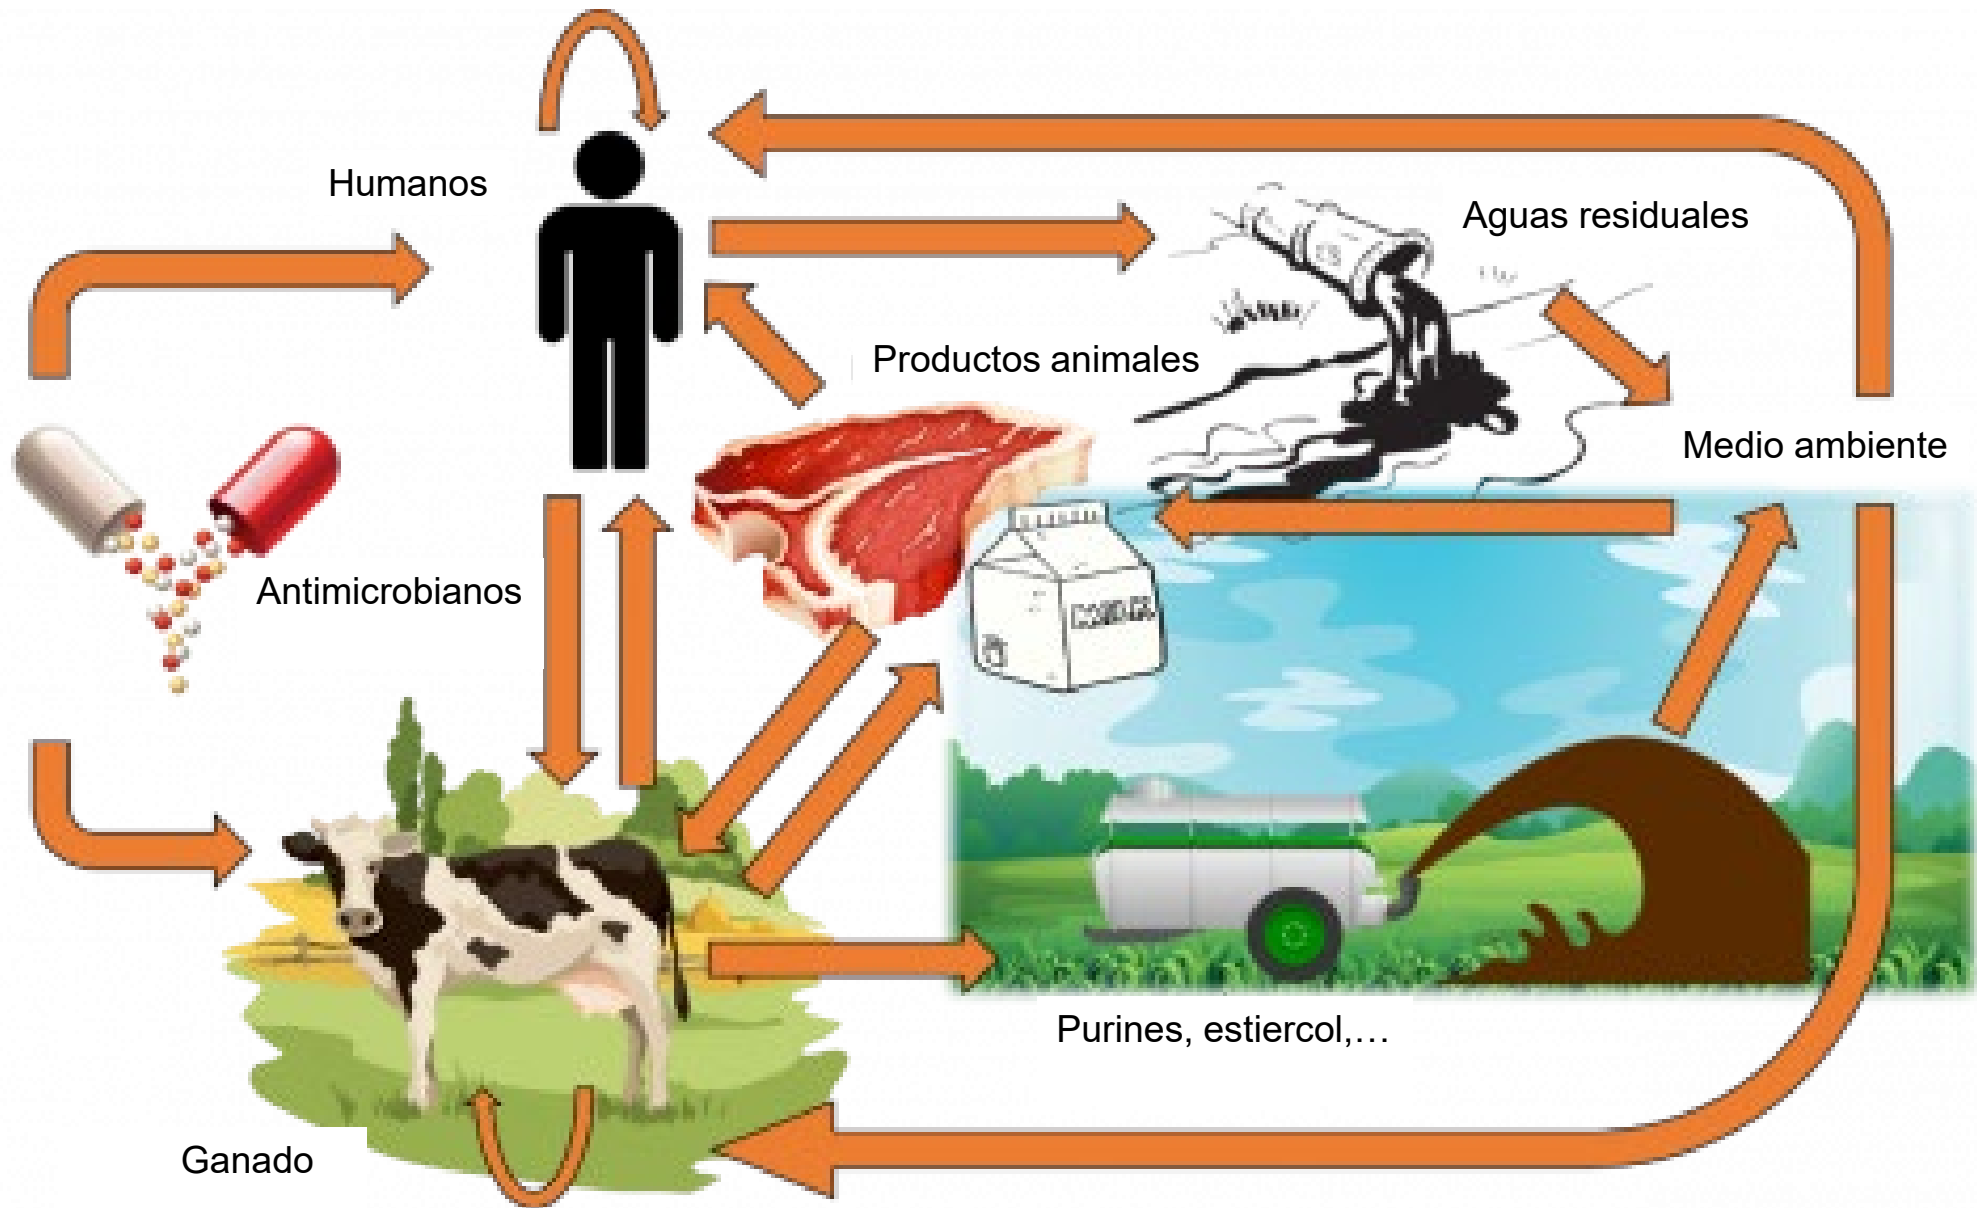 Humanos
Aguas residuales
Productos animales
Medio ambiente
Antimicrobianos
Purines, estiercol,…
Ganado